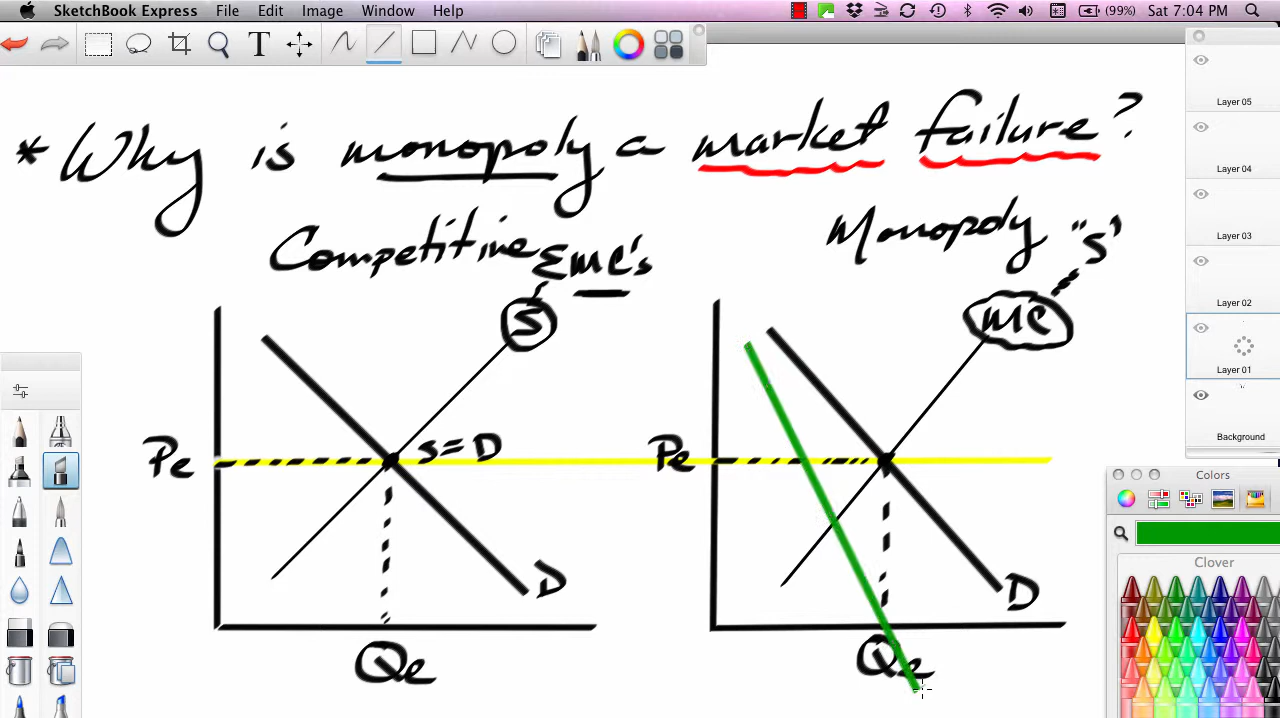 SketchBook Express File Edit Image Window Help (99%) Sat 7:04 PM
T
* Why is monopoly a market failure?
Competitive
ΣMC's
Monopoly
"S"
S
MC
Pe
S=D
Pe
D
D
Qe
Qe
Layer 05
Layer 04
Layer 03
Layer 02
Layer 01
Background
Colors
Clover